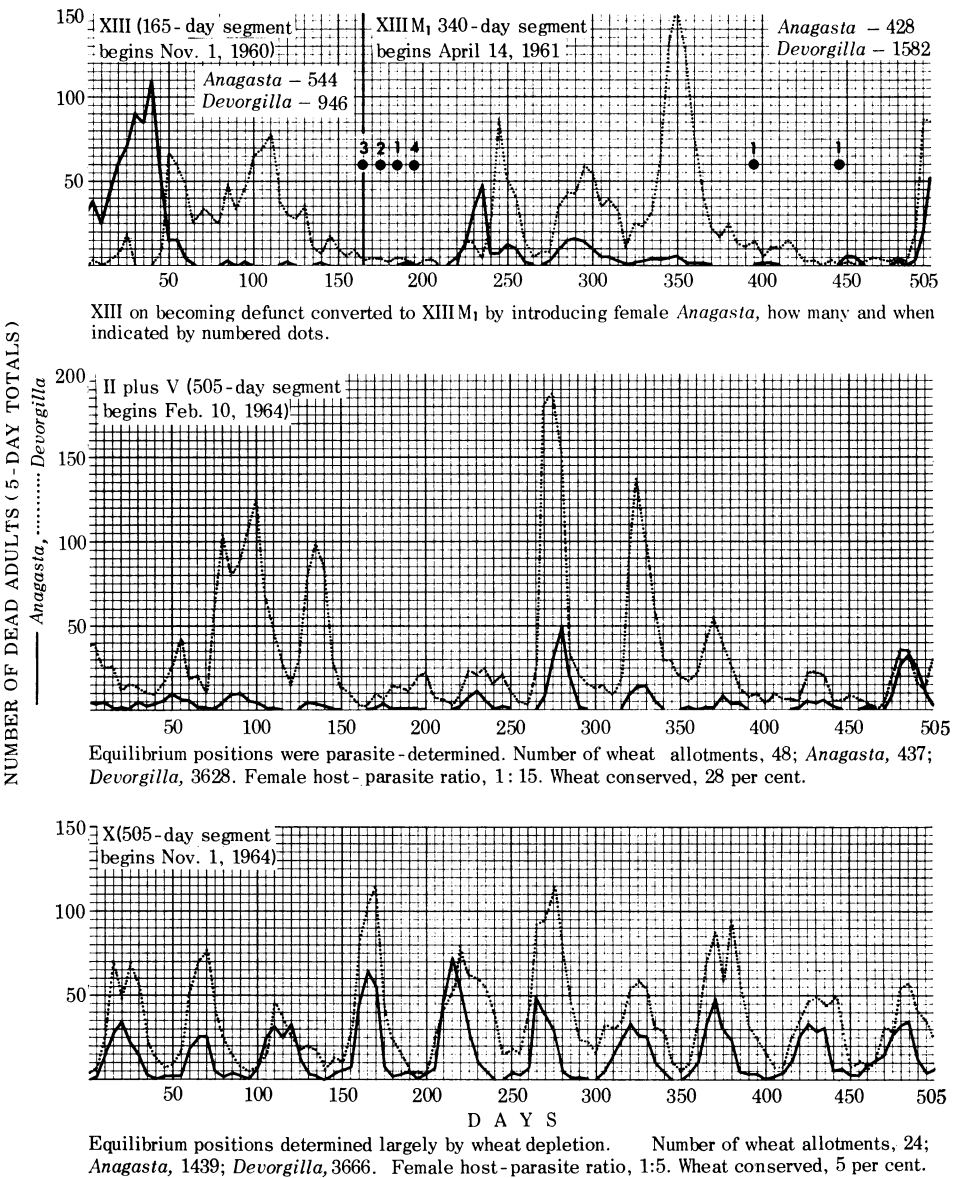 NUMBER OF DEAD ADULTS (5-DAY TOTALS)
—— Anagasta, ·········· Devorgilla
150
100
50
XIII (165-day segment
begins Nov. 1, 1960)
Anagasta – 544
Devorgilla – 946
XIII M₁ 340-day segment
begins April 14, 1961
Anagasta – 428
Devorgilla – 1582
3 2 1 4 1 1
50 100 150 200 250 300 350 400 450 505
XIII on becoming defunct converted to XIII M₁ by introducing female Anagasta, how many and when
indicated by numbered dots.
200
150
100
50
II plus V (505-day segment
begins Feb. 10, 1964)
50 100 150 200 250 300 350 400 450 505
Equilibrium positions were parasite-determined. Number of wheat allotments, 48; Anagasta, 437;
Devorgilla, 3628. Female host-parasite ratio, 1:15. Wheat conserved, 28 per cent.
150
100
50
X(505-day segment
begins Nov. 1, 1964)
50 100 150 200 250 300 350 400 450 505
DAYS
Equilibrium positions determined largely by wheat depletion. Number of wheat allotments, 24;
Anagasta, 1439; Devorgilla, 3666. Female host-parasite ratio, 1:5. Wheat conserved, 5 per cent.